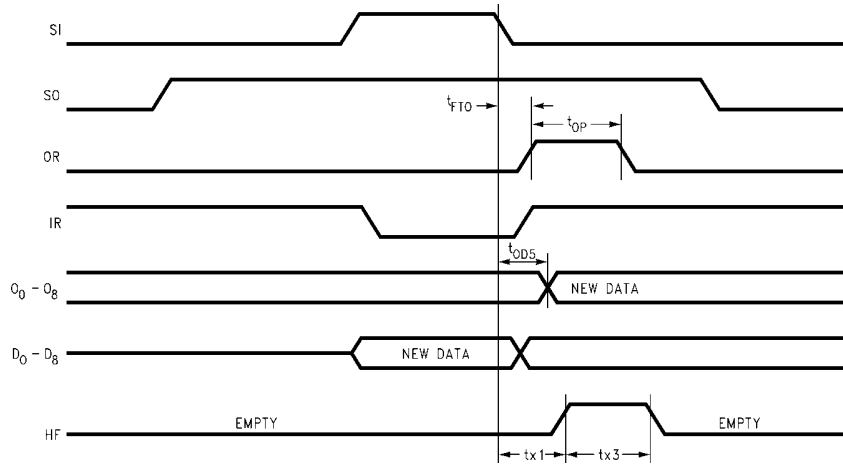 SI
SO
tFTO
tOP
OR
IR
tOD5
O0 – O8
NEW DATA
D0 – D8
NEW DATA
EMPTY
EMPTY
HF
tx1
tx3